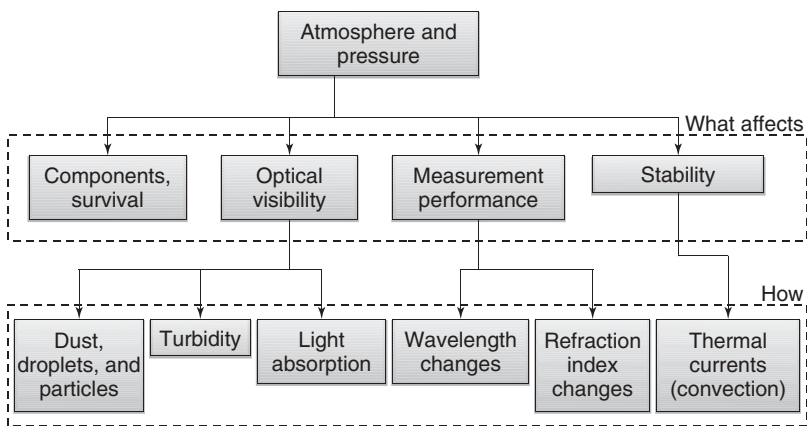 Atmosphere and
pressure
What affects
Components,
survival
Optical
visibility
Measurement
performance
Stability
How
Dust,
droplets, and
particles
Turbidity
Light
absorption
Wavelength
changes
Refraction
index
changes
Thermal
currents
(convection)